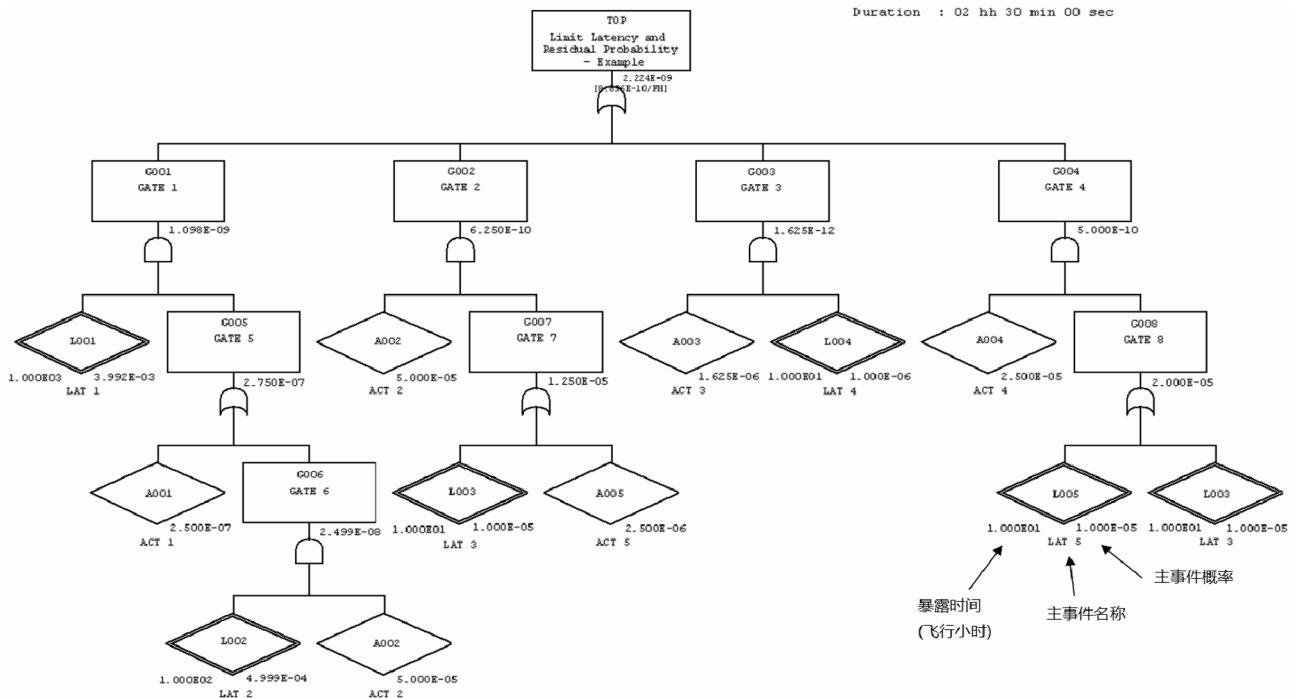 Duration : 02 hh 30 min 00 sec
TOP
Limit Latency and
Residual Probability
- Example
2.224E-09
G001
GATE 1
1.098E-09
G002
GATE 2
6.250E-10
G003
GATE 3
1.625E-12
G004
GATE 4
5.000E-10
L001
1.000E03
3.992E-03
LAT 1
G005
GATE 5
2.750E-07
A002
5.000E-05
ACT 2
G007
GATE 7
1.250E-05
A003
1.625E-06
ACT 3
L004
1.000E01
1.000E-06
LAT 4
A004
2.500E-05
ACT 4
G008
GATE 8
2.000E-05
A001
2.500E-07
ACT 1
G006
GATE 6
2.499E-08
L003
1.000E01
1.000E-05
LAT 3
A005
2.500E-06
ACT 5
L005
1.000E01
1.000E-05
LAT 5
L003
1.000E01
1.000E-05
LAT 3
主事件概率
暴露时间
(飞行小时)
主事件名称
L002
1.000E02
4.999E-04
LAT 2
A002
5.000E-05
ACT 2